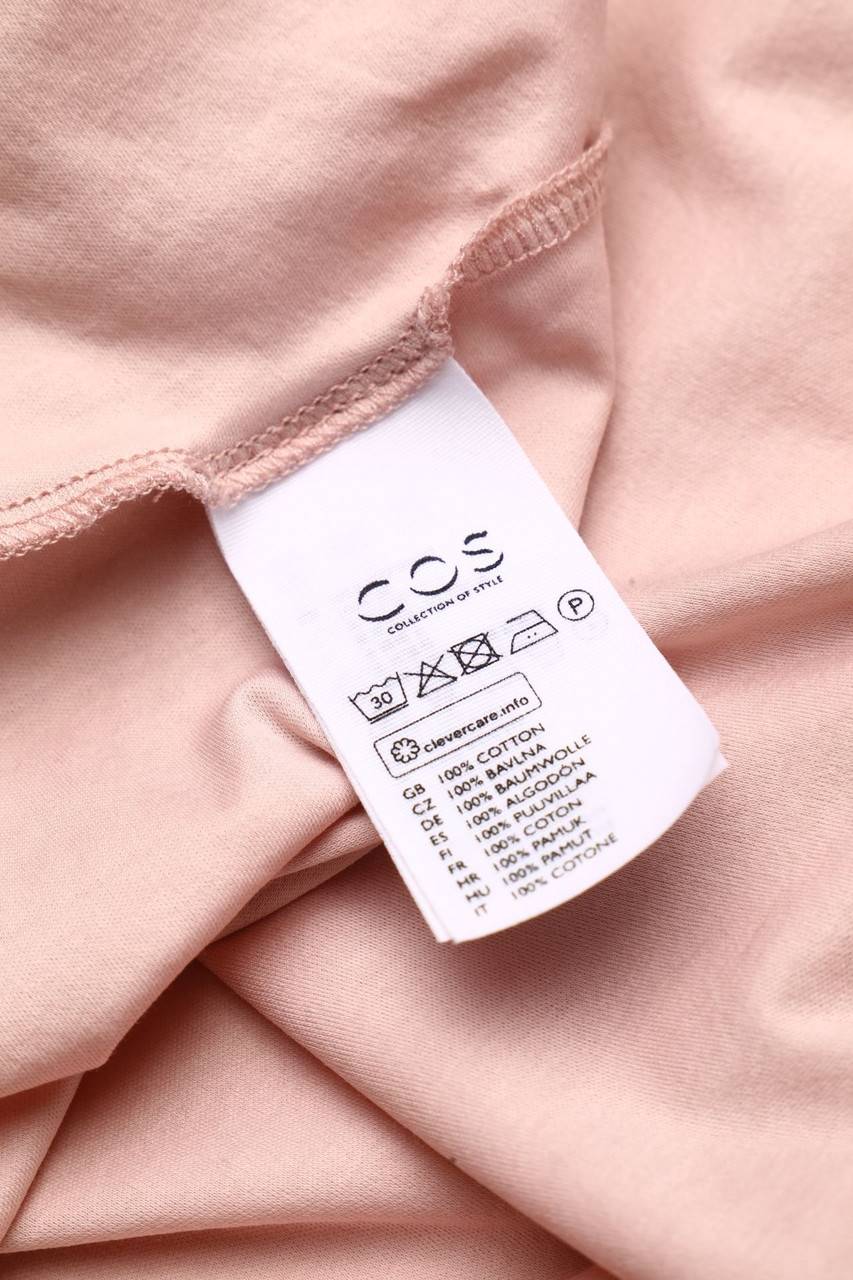 COS
COLLECTION OF STYLE
30 P
clevercare.info
GB 100% COTTON
CZ 100% BAVLNA
DE 100% BAUMWOLLE
ES 100% ALGODÓN
FI 100% PUUVILLAA
FR 100% COTON
HR 100% PAMUK
HU 100% PAMUT
IT 100% COTONE